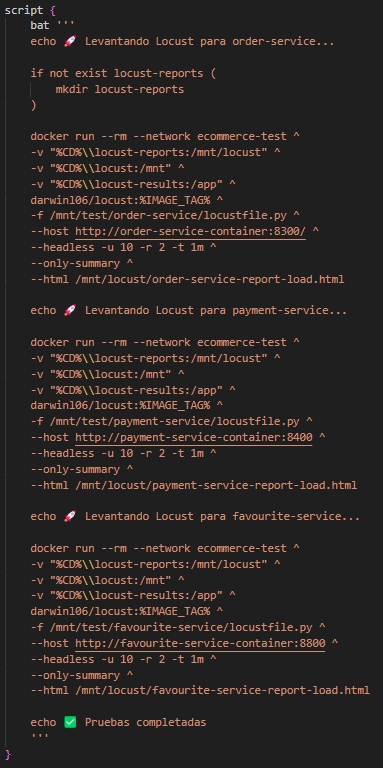 script {
    bat '''
    echo 🚀 Levantando Locust para order-service...

    if not exist locust-reports (
        mkdir locust-reports
    )

    docker run --rm --network ecommerce-test ^
    -v "%CD%\\locust-reports:/mnt/locust" ^
    -v "%CD%\\locust:/mnt" ^
    -v "%CD%\\locust-results:/app" ^
    darwinl06/locust:%IMAGE_TAG% ^
    -f /mnt/test/order-service/locustfile.py ^
    --host http://order-service-container:8300/ ^
    --headless -u 10 -r 2 -t 1m ^
    --only-summary ^
    --html /mnt/locust/order-service-report-load.html

    echo 🚀 Levantando Locust para payment-service...

    docker run --rm --network ecommerce-test ^
    -v "%CD%\\locust-reports:/mnt/locust" ^
    -v "%CD%\\locust:/mnt" ^
    -v "%CD%\\locust-results:/app" ^
    darwinl06/locust:%IMAGE_TAG% ^
    -f /mnt/test/payment-service/locustfile.py ^
    --host http://payment-service-container:8400 ^
    --headless -u 10 -r 2 -t 1m ^
    --only-summary ^
    --html /mnt/locust/payment-service-report-load.html

    echo 🚀 Levantando Locust para favourite-service...

    docker run --rm --network ecommerce-test ^
    -v "%CD%\\locust-reports:/mnt/locust" ^
    -v "%CD%\\locust:/mnt" ^
    -v "%CD%\\locust-results:/app" ^
    darwinl06/locust:%IMAGE_TAG% ^
    -f /mnt/test/favourite-service/locustfile.py ^
    --host http://favourite-service-container:8800 ^
    --headless -u 10 -r 2 -t 1m ^
    --only-summary ^
    --html /mnt/locust/favourite-service-report-load.html

    echo ✅ Pruebas completadas
    '''
}